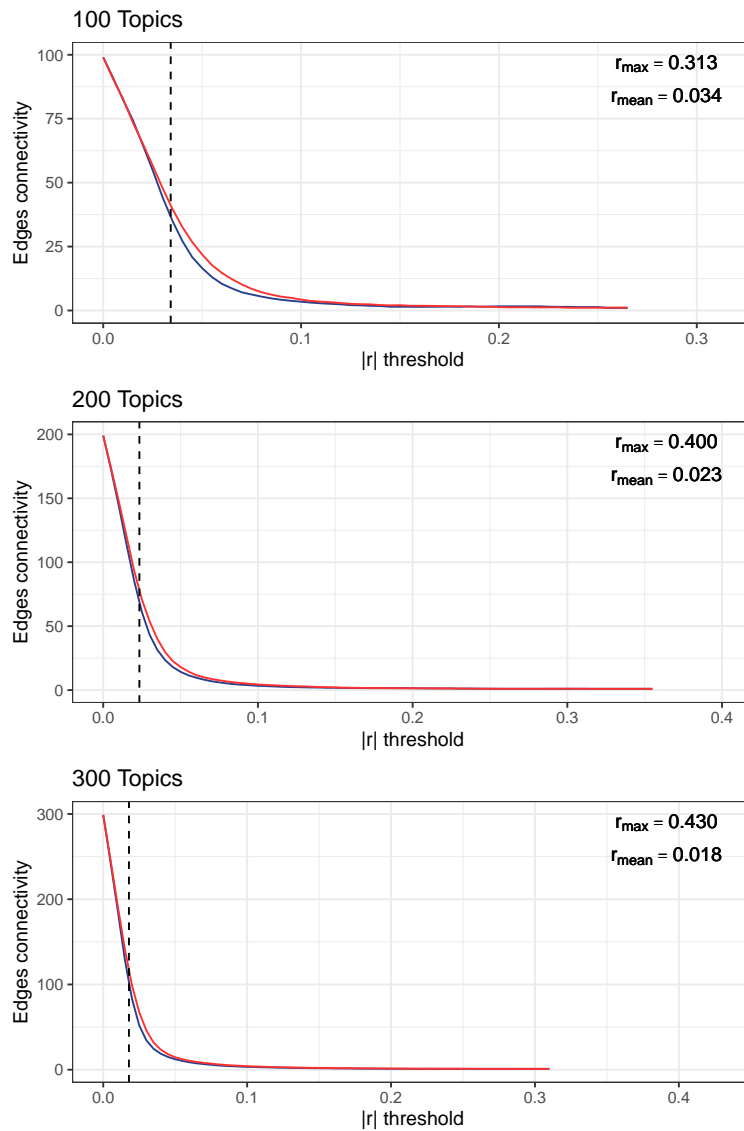 100 Topics
100
75
50
25
0
Edges connectivity
r_max = 0.313
r_mean = 0.034
0.0 0.1 0.2 0.3
|r| threshold
200 Topics
200
150
100
50
0
Edges connectivity
r_max = 0.400
r_mean = 0.023
0.0 0.1 0.2 0.3 0.4
|r| threshold
300 Topics
300
200
100
0
Edges connectivity
r_max = 0.430
r_mean = 0.018
0.0 0.1 0.2 0.3 0.4
|r| threshold